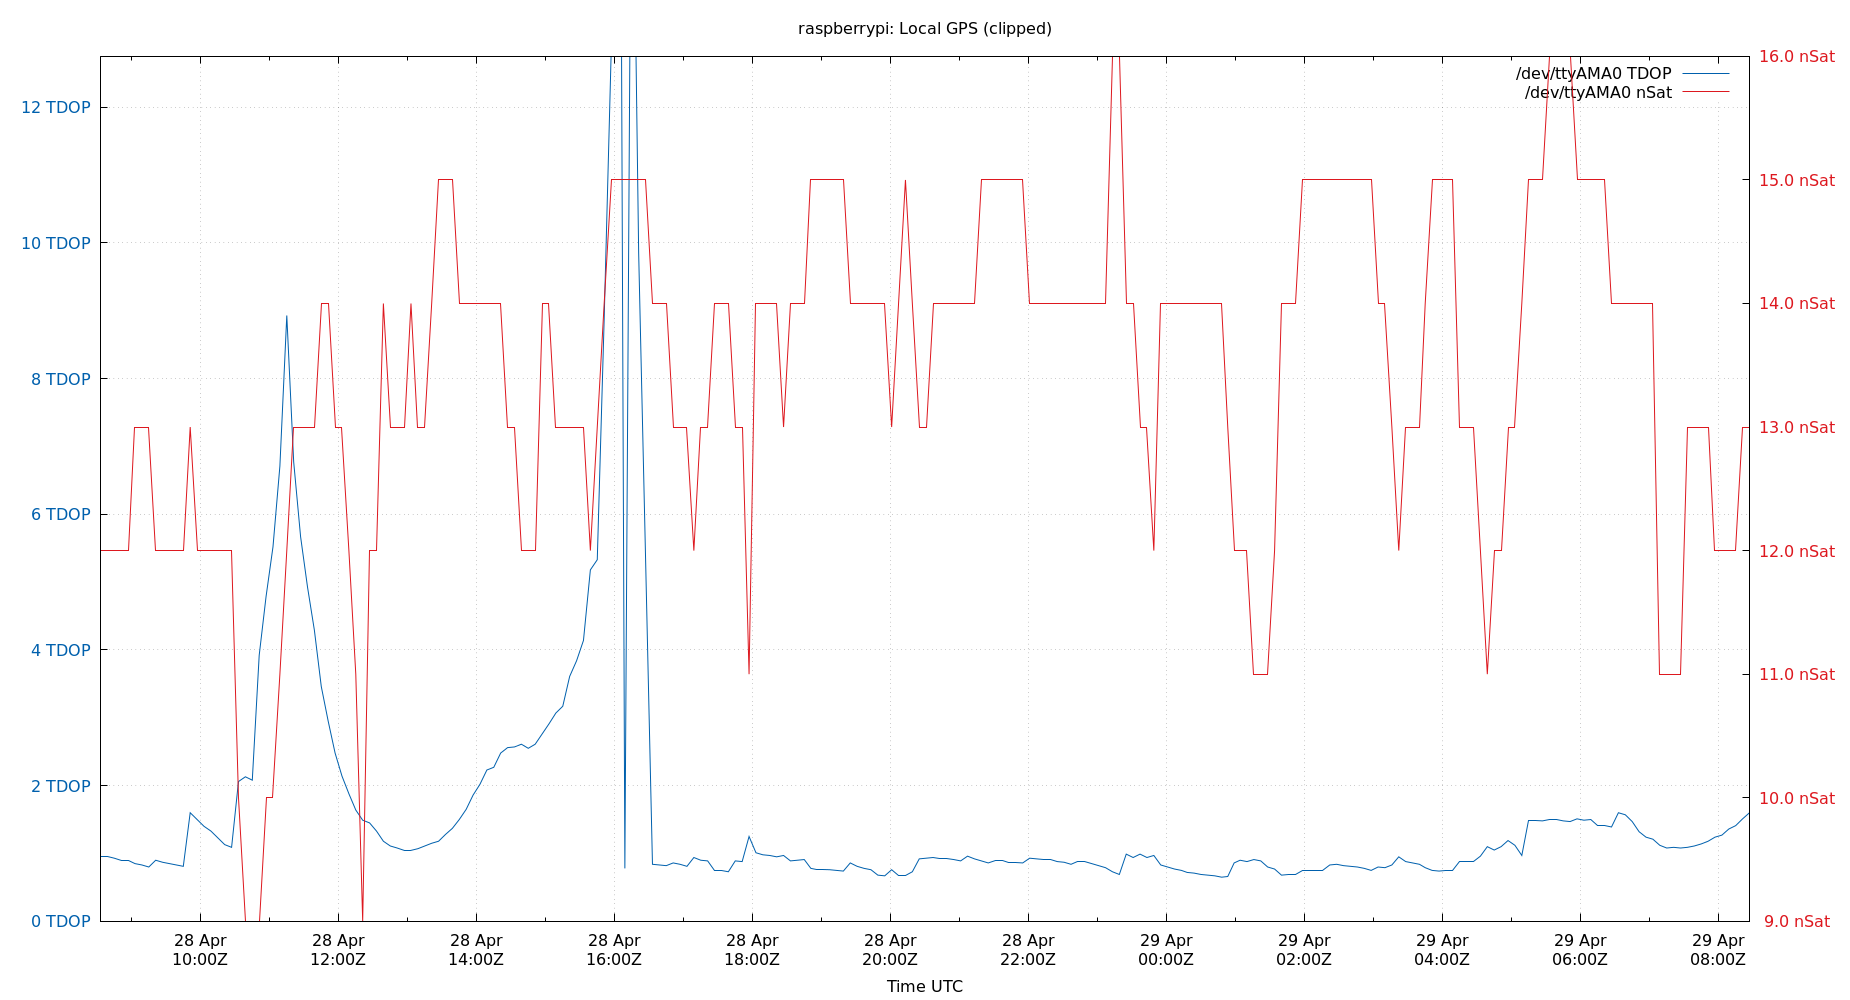 raspberrypi: Local GPS (clipped)
16.0 nSat
/dev/ttyAMA0 TDOP
/dev/ttyAMA0 nSat
12 TDOP
15.0 nSat
10 TDOP
14.0 nSat
8 TDOP
13.0 nSat
6 TDOP
12.0 nSat
4 TDOP
11.0 nSat
2 TDOP
10.0 nSat
0 TDOP
9.0 nSat
28 Apr 28 Apr 28 Apr 28 Apr 28 Apr 28 Apr 28 Apr 29 Apr 29 Apr 29 Apr 29 Apr 29 Apr
10:00Z 12:00Z 14:00Z 16:00Z 18:00Z 20:00Z 22:00Z 00:00Z 02:00Z 04:00Z 06:00Z 08:00Z
Time UTC